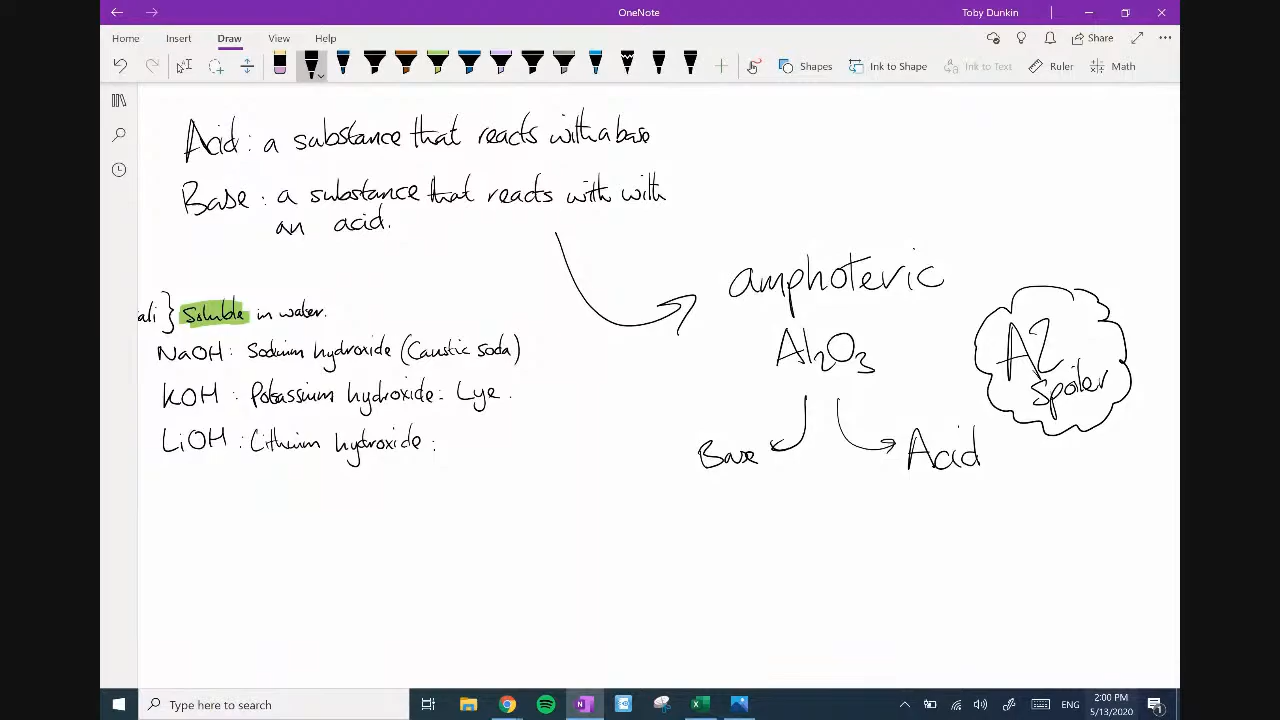 OneNote
Toby Dunkin
Home Insert Draw View Help
Share
Shapes
Ink to Shape
Ink to Text
Ruler
Math
Acid: a substance that reacts with a base
Base: a substance that reacts with with
an acid.
amphoteric
Al2O3
Base
Acid
A2
Spoiler
ali } Soluble in water.
NaOH: Sodium hydroxide (Caustic soda)
KOH: Potassium hydroxide: Lye.
LiOH: Lithium hydroxide:
Type here to search
ENG
2:00 PM
5/13/2020